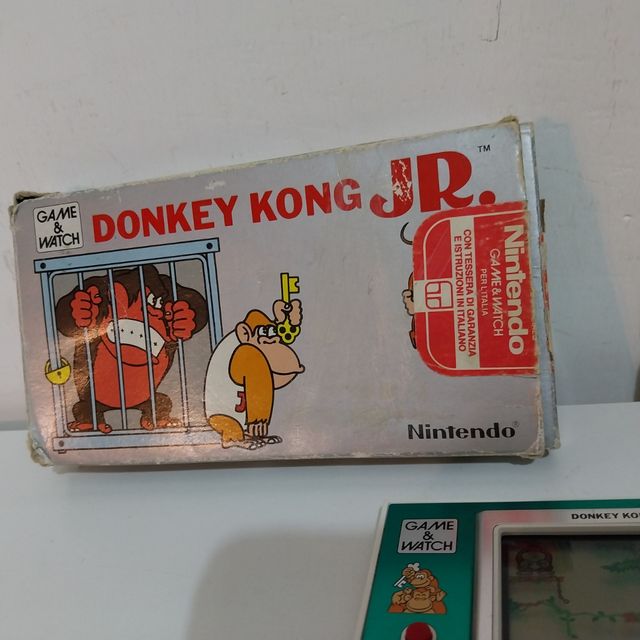 GAME
&
WATCH
DONKEY KONG JR.™
Nintendo
GAME & WATCH
PER L'ITALIA
CON TESSERA DI GARANZIA
E ISTRUZIONI IN ITALIANO
J
Nintendo®
GAME
&
WATCH
DONKEY KO